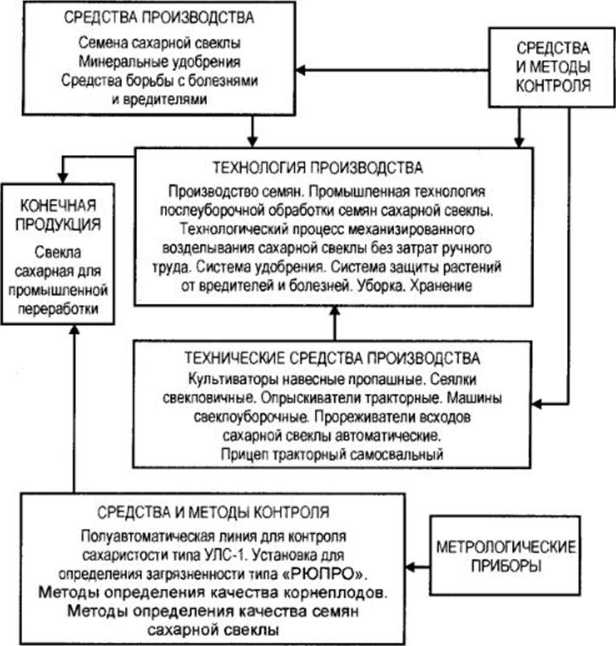 СРЕДСТВА ПРОИЗВОДСТВА
Семена сахарной свеклы
Минеральные удобрения
Средства борьбы с болезнями
и вредителями
СРЕДСТВА
И МЕТОДЫ
КОНТРОЛЯ
ТЕХНОЛОГИЯ ПРОИЗВОДСТВА
Производство семян. Промышленная технология
послеуборочной обработки семян сахарной свеклы.
Технологический процесс механизированного
возделывания сахарной свеклы без затрат ручного
труда. Система удобрения. Система защиты растений
от вредителей и болезней. Уборка. Хранение
КОНЕЧНАЯ
ПРОДУКЦИЯ
Свекла
сахарная для
промышленной
переработки
ТЕХНИЧЕСКИЕ СРЕДСТВА ПРОИЗВОДСТВА
Культиваторы навесные пропашные. Сеялки
свекловичные. Опрыскиватели тракторные. Машины
свеклоуборочные. Прореживатели всходов
сахарной свеклы автоматические.
Прицеп тракторный самосвальный
СРЕДСТВА И МЕТОДЫ КОНТРОЛЯ
Полуавтоматическая линия для контроля
сахаристости типа УЛС-1. Установка для
определения загрязненности типа «РЮПРО».
Методы определения качества корнеплодов.
Методы определения качества семян
сахарной свеклы
МЕТРОЛОГИЧЕСКИЕ
ПРИБОРЫ